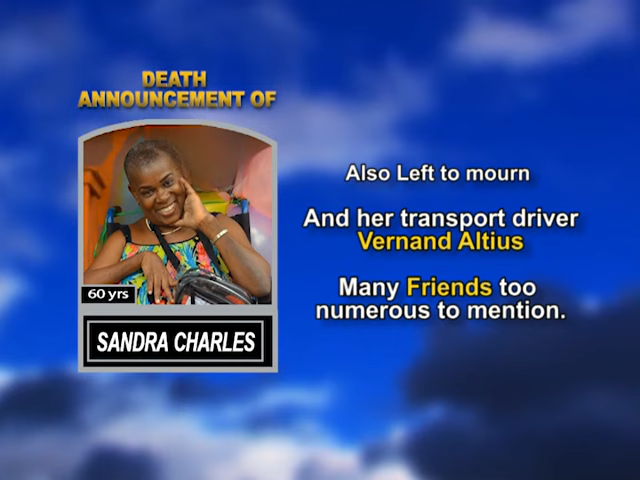 DEATH
ANNOUNCEMENT OF
60 yrs
SANDRA CHARLES
Also Left to mourn
And her transport driver
Vernand Altius
Many Friends too
numerous to mention.